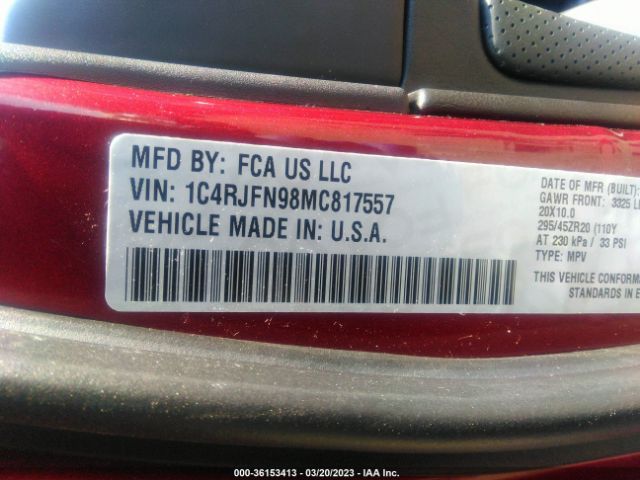 MFD BY: FCA US LLC
VIN: 1C4RJFN98MC817557
VEHICLE MADE IN: U.S.A.
DATE OF MFR (BUILT):
GAWR FRONT: 3325 L
20X10.0
295/45ZR20 (110Y
AT 230 kPa / 33 PSI
TYPE: MPV
THIS VEHICLE CONFORM
STANDARDS IN E
000-36153413 - 03/20/2023 - IAA Inc.